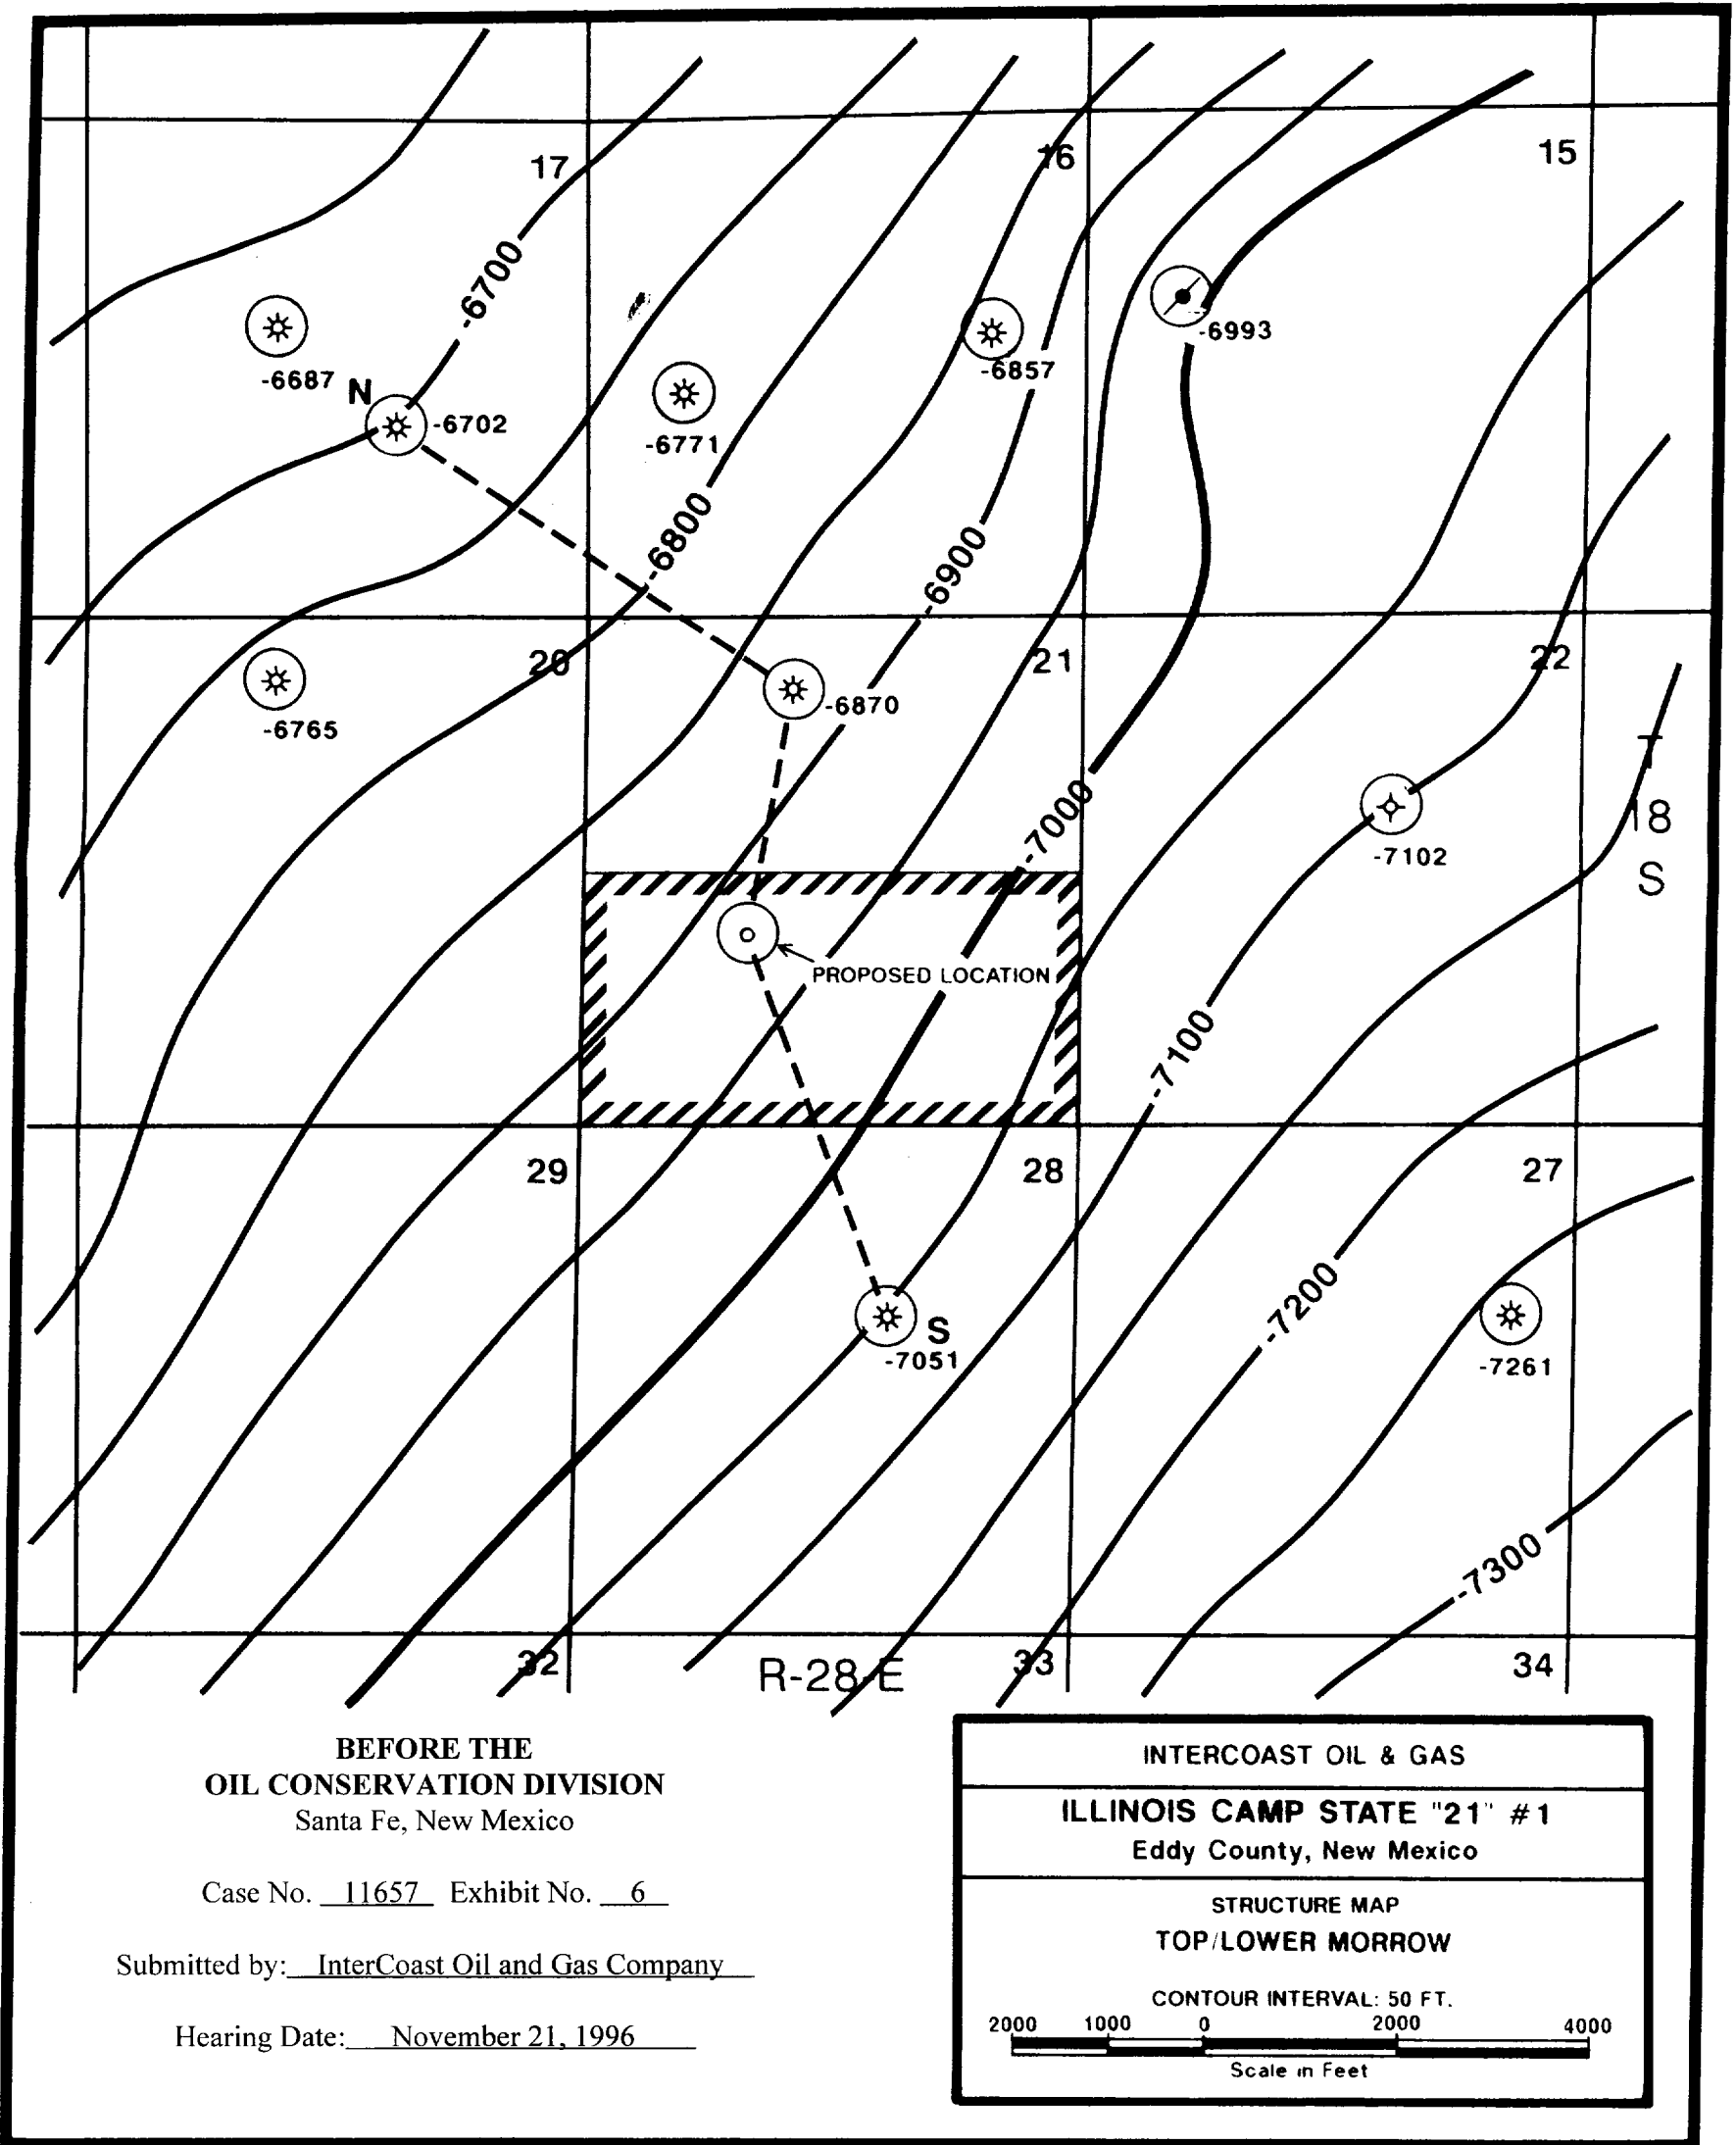 17
16
15
-6700
-6993
-6857
-6687
N
-6702
-6771
-6800
-6900
20
21
22
-6870
-6765
T
18
S
-7000
-7102
PROPOSED LOCATION
-7100
29
28
27
-7200
S
-7051
-7261
-7300
32
R-28-E
33
34
BEFORE THE
OIL CONSERVATION DIVISION
Santa Fe, New Mexico
Case No. 11657 Exhibit No. 6
Submitted by: InterCoast Oil and Gas Company
Hearing Date: November 21, 1996
INTERCOAST OIL & GAS
ILLINOIS CAMP STATE "21" #1
Eddy County, New Mexico
STRUCTURE MAP
TOP/LOWER MORROW
CONTOUR INTERVAL: 50 FT.
2000 1000 0 2000 4000
Scale in Feet